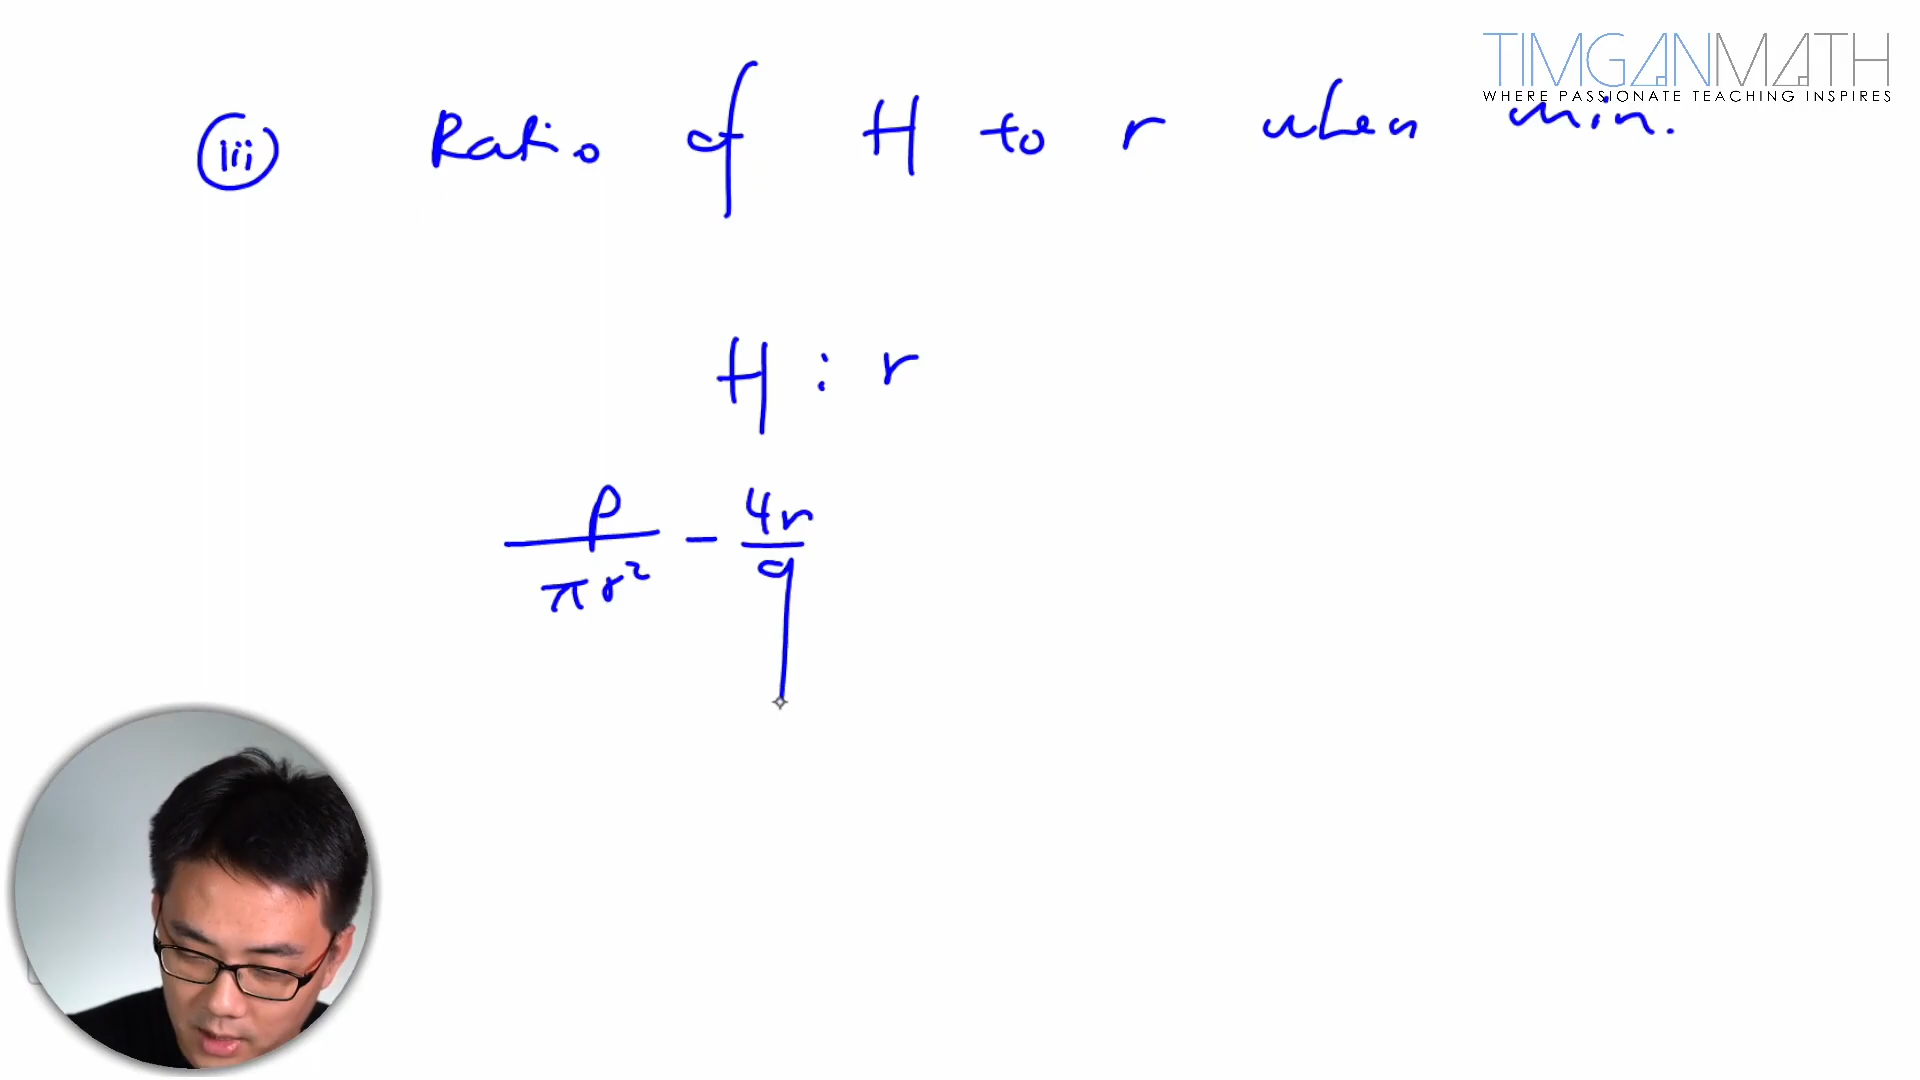 TIMGANMATH
WHERE PASSIONATE TEACHING INSPIRES
(iii) Ratio of H to r when min.
H : r
p/πr² - 4r/9